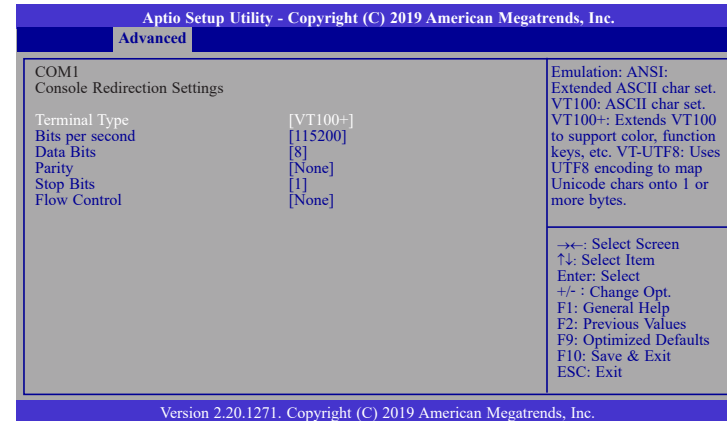 Aptio Setup Utility - Copyright (C) 2019 American Megatrends, Inc.
Advanced
COM1
Console Redirection Settings
Terminal Type [VT100+]
Bits per second [115200]
Data Bits [8]
Parity [None]
Stop Bits [1]
Flow Control [None]
Emulation: ANSI:
Extended ASCII char set.
VT100: ASCII char set.
VT100+: Extends VT100
to support color, function
keys, etc. VT-UTF8: Uses
UTF8 encoding to map
Unicode chars onto 1 or
more bytes.
→←: Select Screen
↑↓: Select Item
Enter: Select
+/- : Change Opt.
F1: General Help
F2: Previous Values
F9: Optimized Defaults
F10: Save & Exit
ESC: Exit
Version 2.20.1271. Copyright (C) 2019 American Megatrends, Inc.